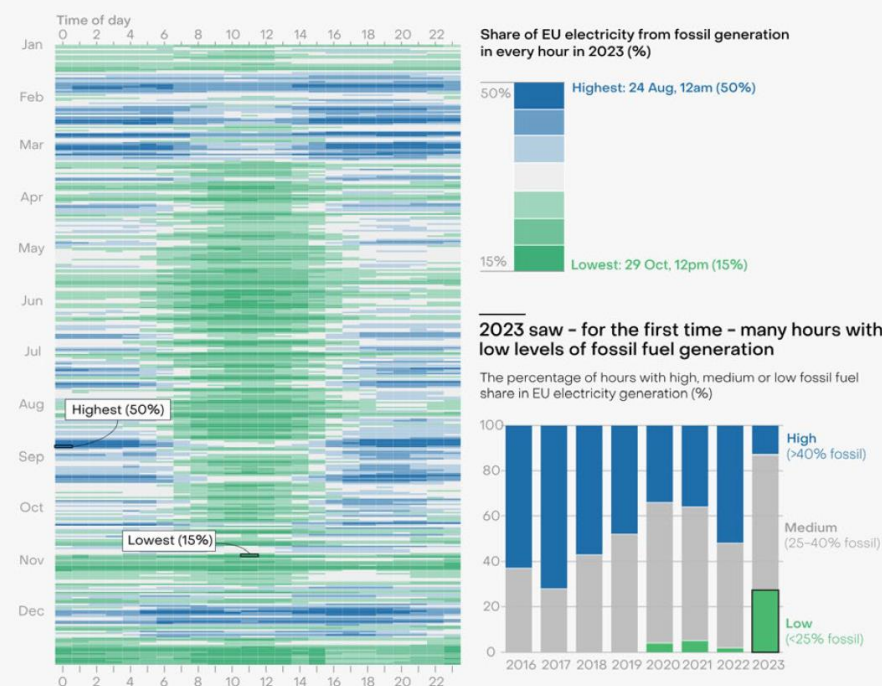 Time of day
0 2 4 6 8 10 12 14 16 18 20 22
Jan
Feb
Mar
Apr
May
Jun
Jul
Aug
Sep
Oct
Nov
Dec
Highest (50%)
Lowest (15%)
0 2 4 6 8 10 12 14 16 18 20 22
Share of EU electricity from fossil generation
in every hour in 2023 (%)
50%
Highest: 24 Aug, 12am (50%)
15%
Lowest: 29 Oct, 12pm (15%)
2023 saw – for the first time – many hours with
low levels of fossil fuel generation
The percentage of hours with high, medium or low fossil fuel
share in EU electricity generation (%)
100
80
60
40
20
0
High
(>40% fossil)
Medium
(25-40% fossil)
Low
(<25% fossil)
2016 2017 2018 2019 2020 2021 2022 2023